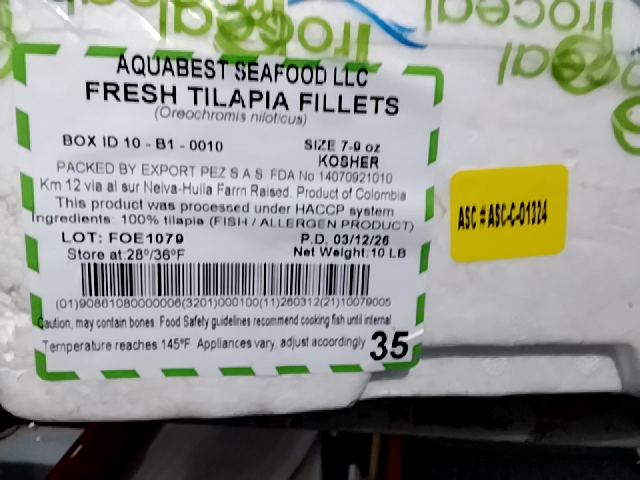 AQUABEST SEAFOOD LLC
FRESH TILAPIA FILLETS
(Oreochromis niloticus)
BOX ID 10 - B1 - 0010 SIZE 7-9 oz
KOSHER
PACKED BY EXPORT PEZ S A S FDA No 14070921010
Km 12 via al sur Neiva-Huila Farm Raised. Product of Colombia
This product was processed under HACCP system
Ingredients: 100% tilapia (FISH / ALLERGEN PRODUCT)
LOT: FOE1079 P.D. 03/12/26
Store at:28º/36ºF Net Weight:10 LB
(01)90861080000006(3201)000100(11)260312(21)10079005
Caution, may contain bones. Food Safety guidelines recommend cooking fish until internal
Temperature reaches 145ºF Appliances vary, adjust acoordingly 35
ASC # ASC-C-01324